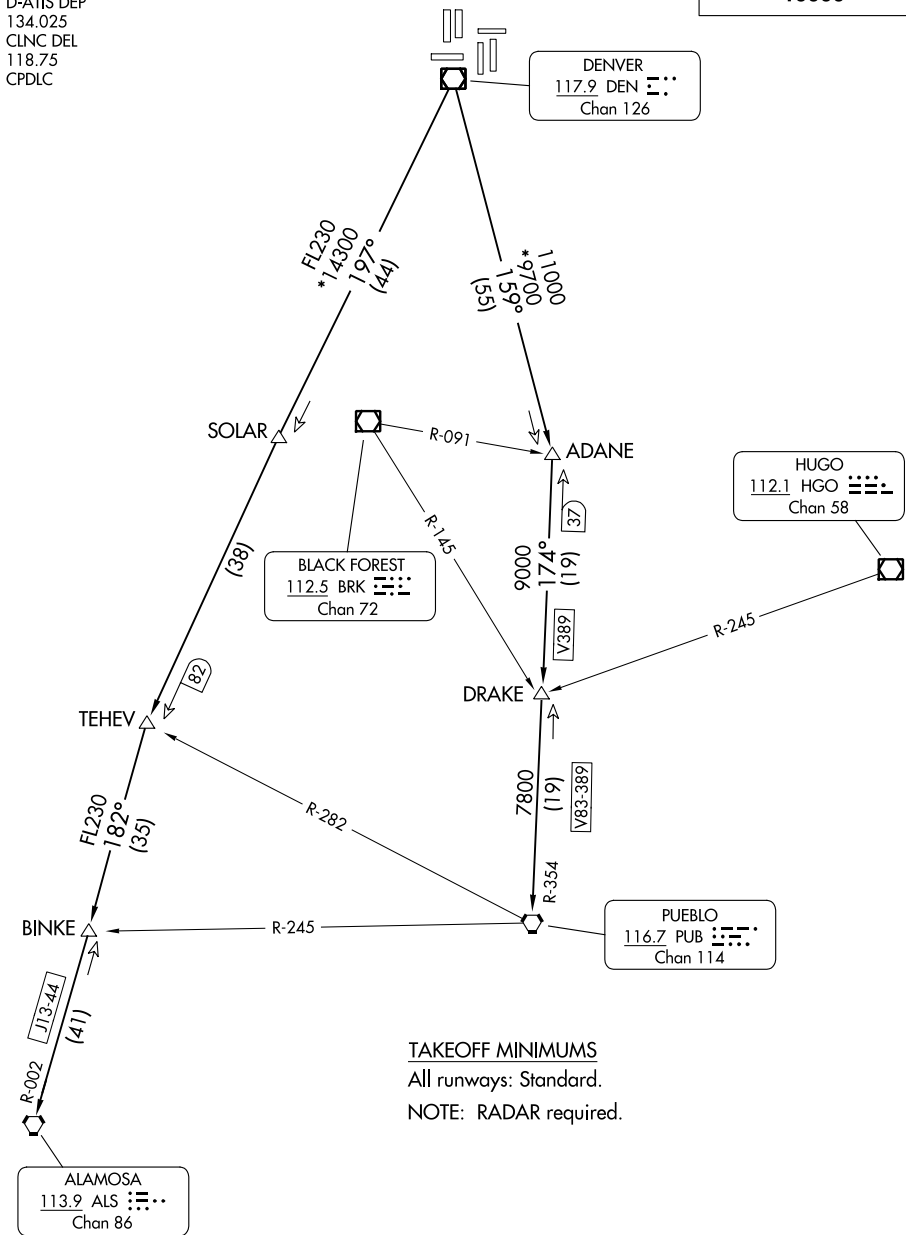 D-ATIS DEP
134.025
CLNC DEL
118.75
CPDLC
DENVER
117.9 DEN
Chan 126
FL230
*14300
197°
(44)
11000
*9700
159°
(55)
SOLAR
R-091
ADANE
HUGO
112.1 HGO
Chan 58
37
R-145
BLACK FOREST
112.5 BRK
Chan 72
(38)
9000
174°
(19)
V389
R-245
82
DRAKE
TEHEV
7800
(19)
V83-389
R-282
FL230
182°
(35)
R-354
BINKE
R-245
PUEBLO
116.7 PUB
Chan 114
J13-44
(41)
R-002
TAKEOFF MINIMUMS
All runways: Standard.
NOTE: RADAR required.
ALAMOSA
113.9 ALS
Chan 86